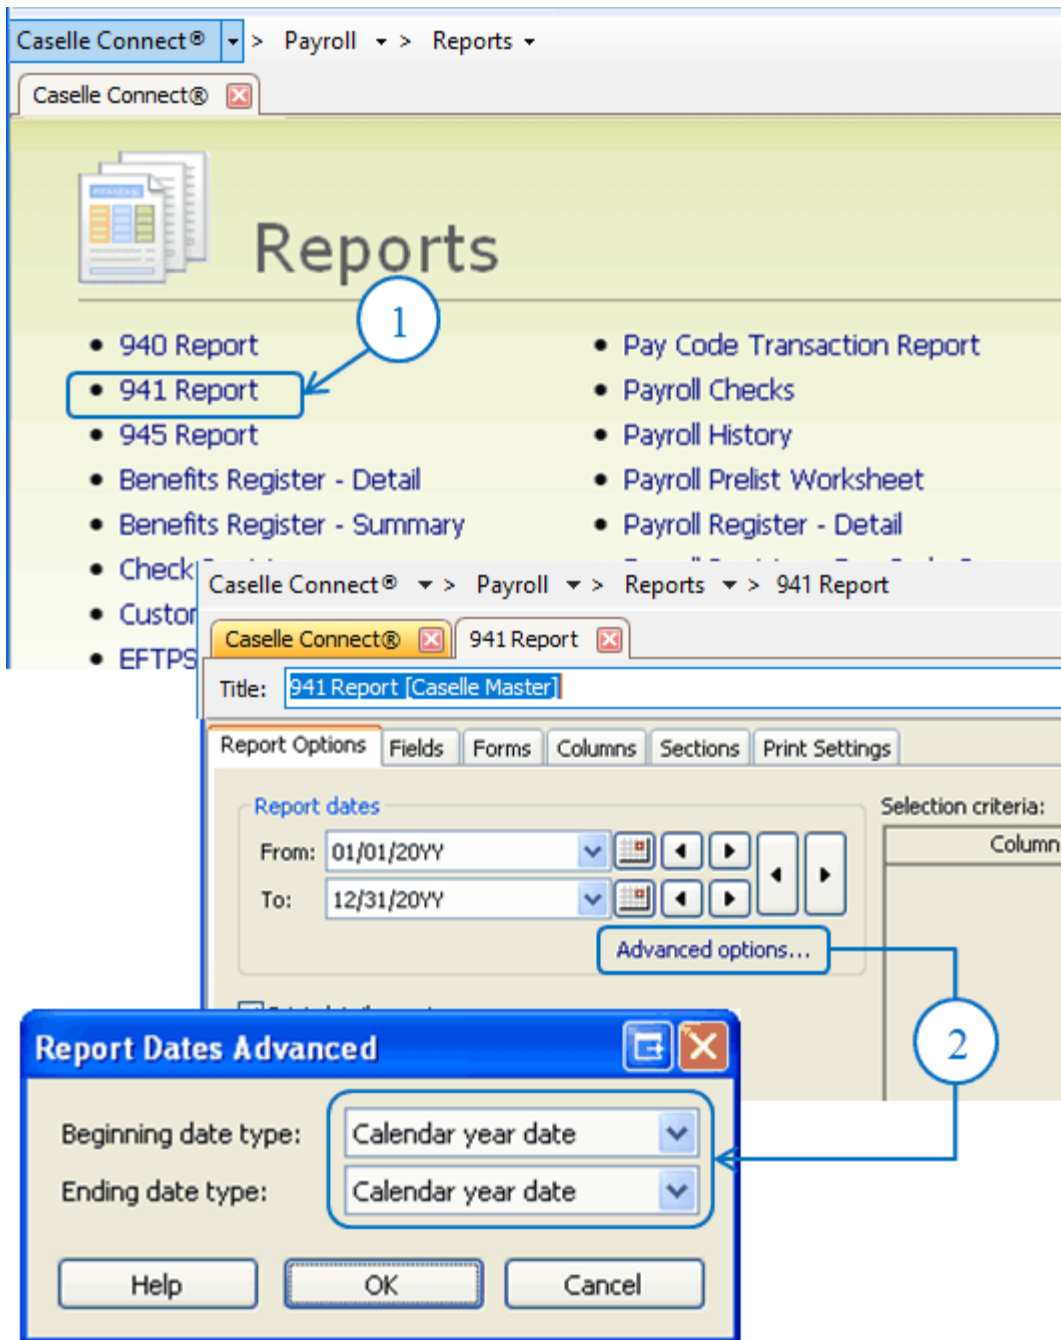 Caselle Connect® > Payroll > Reports
Caselle Connect®
Reports
1
940 Report
941 Report
945 Report
Benefits Register - Detail
Benefits Register - Summary
Check
Custor
EFTPS
Pay Code Transaction Report
Payroll Checks
Payroll History
Payroll Prelist Worksheet
Payroll Register - Detail
Caselle Connect® > Payroll > Reports > 941 Report
Caselle Connect® 941 Report
Title: 941 Report [Caselle Master]
Report Options Fields Forms Columns Sections Print Settings
Report dates
From: 01/01/20YY
To: 12/31/20YY
Advanced options...
Selection criteria:
Column
2
Report Dates Advanced
Beginning date type: Calendar year date
Ending date type: Calendar year date
Help OK Cancel